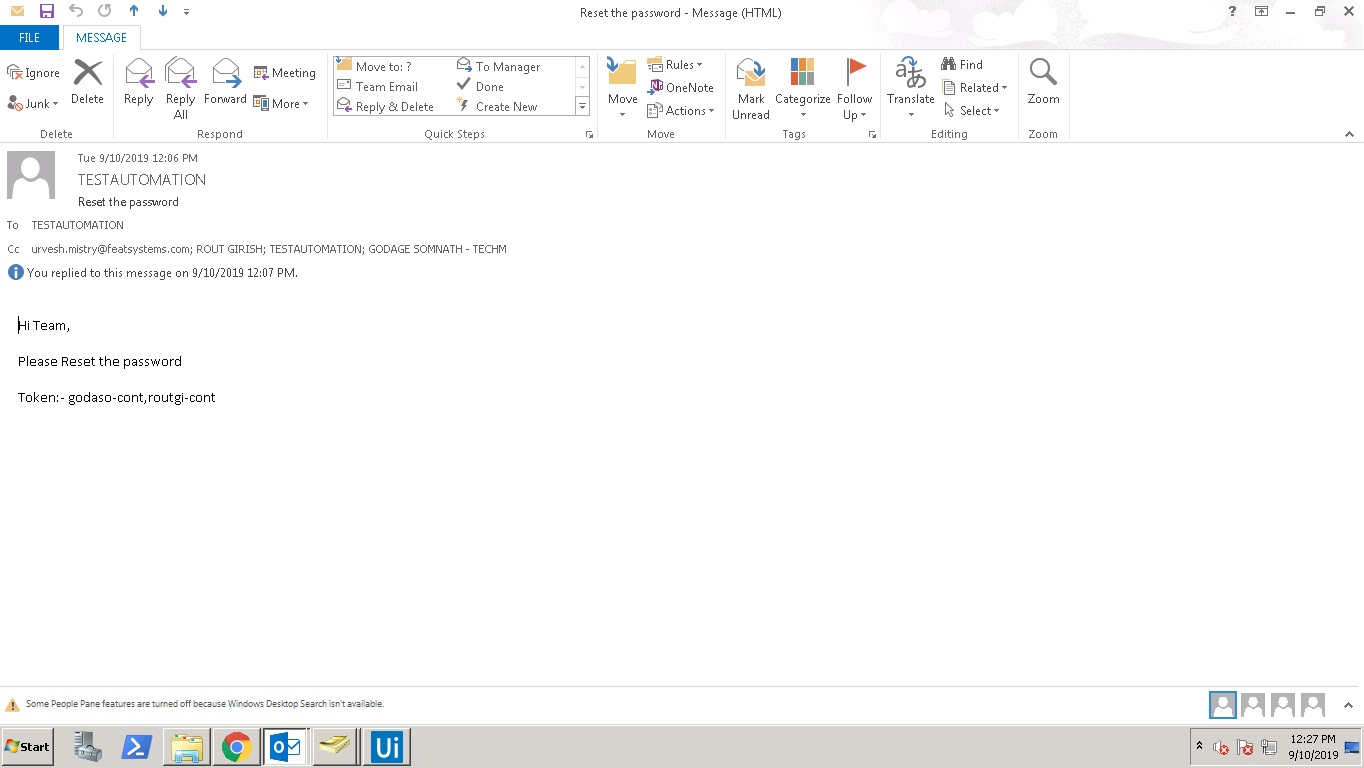 Reset the password - Message (HTML)
?
FILE
MESSAGE
Ignore
Junk
Delete
Delete
Reply
Reply All
Forward
Meeting
More
Respond
Move to: ?
To Manager
Team Email
Done
Reply & Delete
Create New
Quick Steps
Move
Rules
OneNote
Actions
Move
Mark Unread
Categorize
Follow Up
Tags
Translate
Find
Related
Select
Editing
Zoom
Zoom
Tue 9/10/2019 12:06 PM
TESTAUTOMATION
Reset the password
To TESTAUTOMATION
Cc urvesh.mistry@featsystems.com; ROUT GIRISH; TESTAUTOMATION; GODAGE SOMNATH - TECHM
You replied to this message on 9/10/2019 12:07 PM.
Hi Team,
Please Reset the password
Token:- godaso-cont,routgi-cont
Some People Pane features are turned off because Windows Desktop Search isn't available.
Start
Ui
12:27 PM
9/10/2019